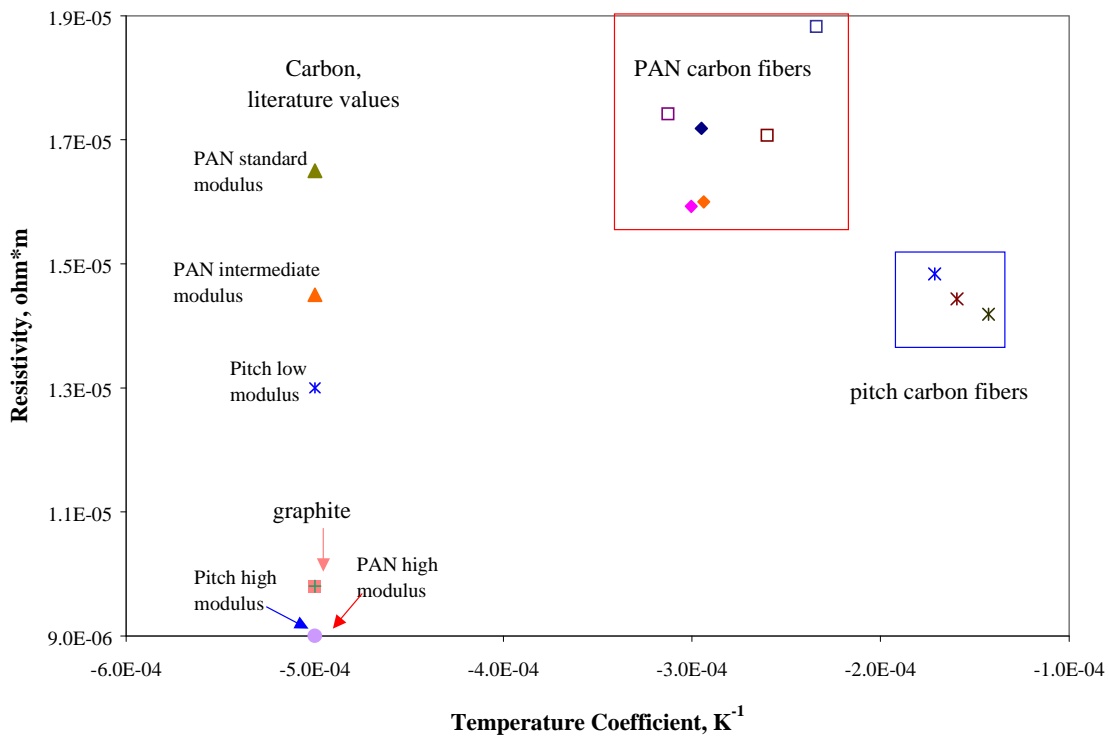 1.9E-05
1.7E-05
1.5E-05
1.3E-05
1.1E-05
9.0E-06
Resistivity, ohm*m
Carbon,
literature values
PAN standard
modulus
PAN intermediate
modulus
Pitch low
modulus
graphite
Pitch high
modulus
PAN high
modulus
PAN carbon fibers
pitch carbon fibers
-6.0E-04
-5.0E-04
-4.0E-04
-3.0E-04
-2.0E-04
-1.0E-04
Temperature Coefficient, K⁻¹